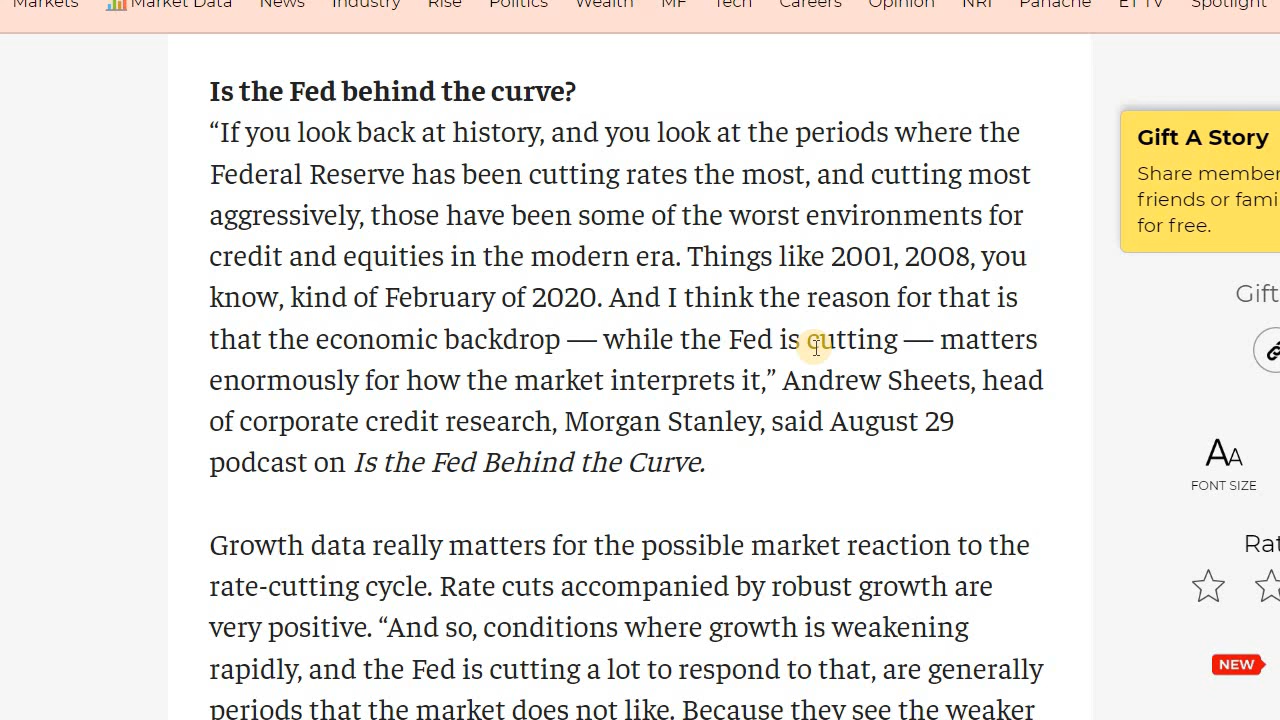 Markets Market Data News Industry Rise Politics Wealth MF Tech Careers Opinion NRI Panache ET TV Spotlight
Is the Fed behind the curve?
“If you look back at history, and you look at the periods where the
Federal Reserve has been cutting rates the most, and cutting most
aggressively, those have been some of the worst environments for
credit and equities in the modern era. Things like 2001, 2008, you
know, kind of February of 2020. And I think the reason for that is
that the economic backdrop — while the Fed is cutting — matters
enormously for how the market interprets it,” Andrew Sheets, head
of corporate credit research, Morgan Stanley, said August 29
podcast on Is the Fed Behind the Curve.
Growth data really matters for the possible market reaction to the
rate-cutting cycle. Rate cuts accompanied by robust growth are
very positive. “And so, conditions where growth is weakening
rapidly, and the Fed is cutting a lot to respond to that, are generally
periods that the market does not like. Because they see the weaker
Gift A Story
Share member
friends or fami
for free.
Gift
AA
FONT SIZE
Rat
NEW